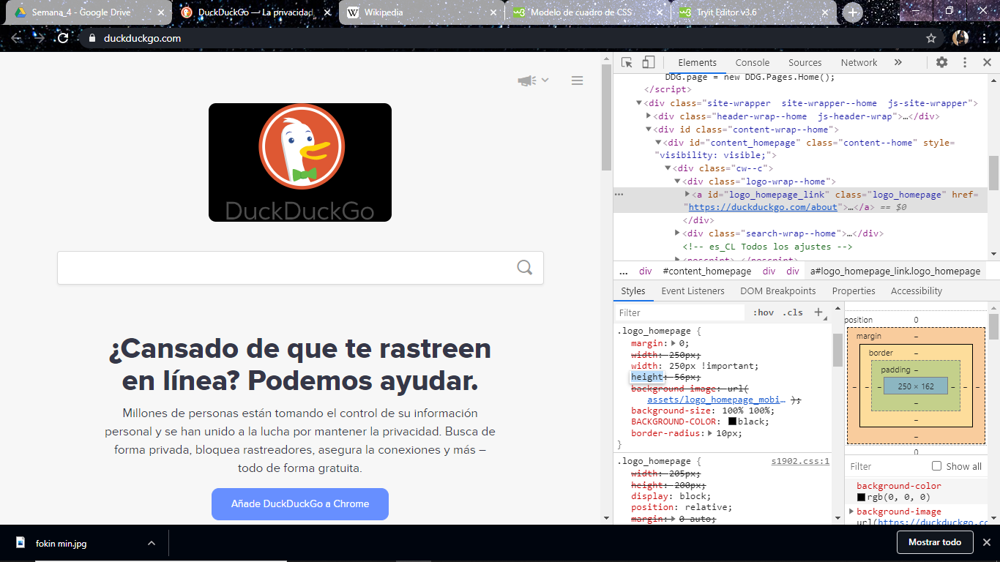 Semana_4 - Google Drive
DuckDuckGo — La privacidad
Wikipedia
Modelo de cuadro de CSS
Tryit Editor v3.6
duckduckgo.com
DuckDuckGo
¿Cansado de que te rastreen
en línea? Podemos ayudar.
Millones de personas están tomando el control de su información
personal y se han unido a la lucha por mantener la privacidad. Busca de
forma privada, bloquea rastreadores, asegura la conexiones y más –
todo de forma gratuita.
Añade DuckDuckGo a Chrome
Elements Console Sources Network »
DDG.page = new DDG.Pages.Home();
</script>
<div class="site-wrapper site-wrapper--home js-site-wrapper">
<div class="header-wrap--home js-header-wrap">…</div>
<div id class="content-wrap--home">
<div id="content_homepage" class="content--home" style=
"visibility: visible;">
<div class="cw--c">
<div class="logo-wrap--home">
<a id="logo_homepage_link" class="logo_homepage" href=
"https://duckduckgo.com/about">…</a> == $0
</div>
<div class="search-wrap--home">…</div>
<!-- es_CL Todos los ajustes -->
<noscript>…</noscript>
... div #content_homepage div div a#logo_homepage_link.logo_homepage
Styles Event Listeners DOM Breakpoints Properties Accessibility
Filter :hov .cls +
.logo_homepage {
margin: 0;
width: 250px;
width: 250px !important;
height: 56px;
background-image: url(
assets/logo_homepage_mobi… );
background-size: 100% 100%;
BACKGROUND-COLOR: black;
border-radius: 10px;
}
.logo_homepage { s1902.css:1
width: 205px;
height: 200px;
display: block;
position: relative;
margin: 0 auto;
position 0
margin –
border –
padding –
– – – 250 × 162 – – –
–
–
–
0
Filter Show all
background-color
rgb(0, 0, 0)
background-image
url(https://duckduckgo.co
fokin min.jpg
Mostrar todo